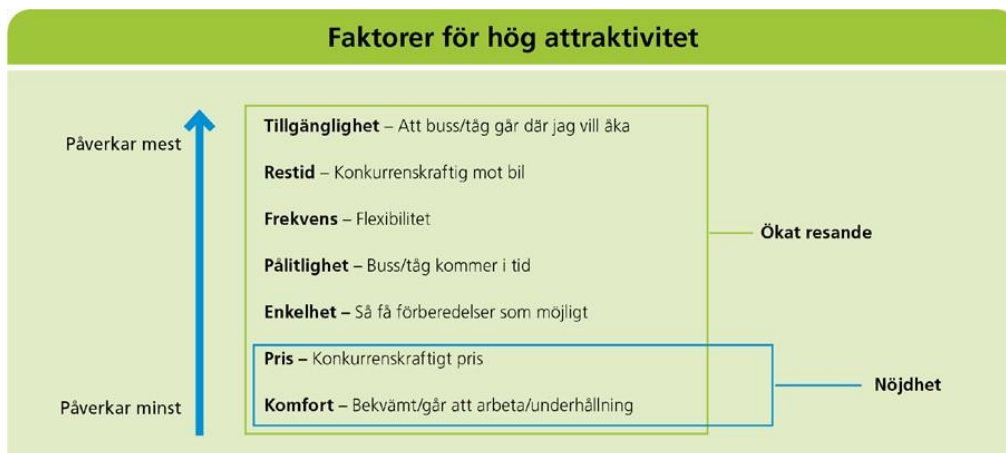 Faktorer för hög attraktivitet
Påverkar mest
Tillgänglighet – Att buss/tåg går där jag vill åka
Restid – Konkurrenskraftig mot bil
Frekvens – Flexibilitet
Ökat resande
Pålitlighet – Buss/tåg kommer i tid
Enkelhet – Så få förberedelser som möjligt
Pris – Konkurrenskraftigt pris
Nöjdhet
Påverkar minst
Komfort – Bekvämt/går att arbeta/underhållning